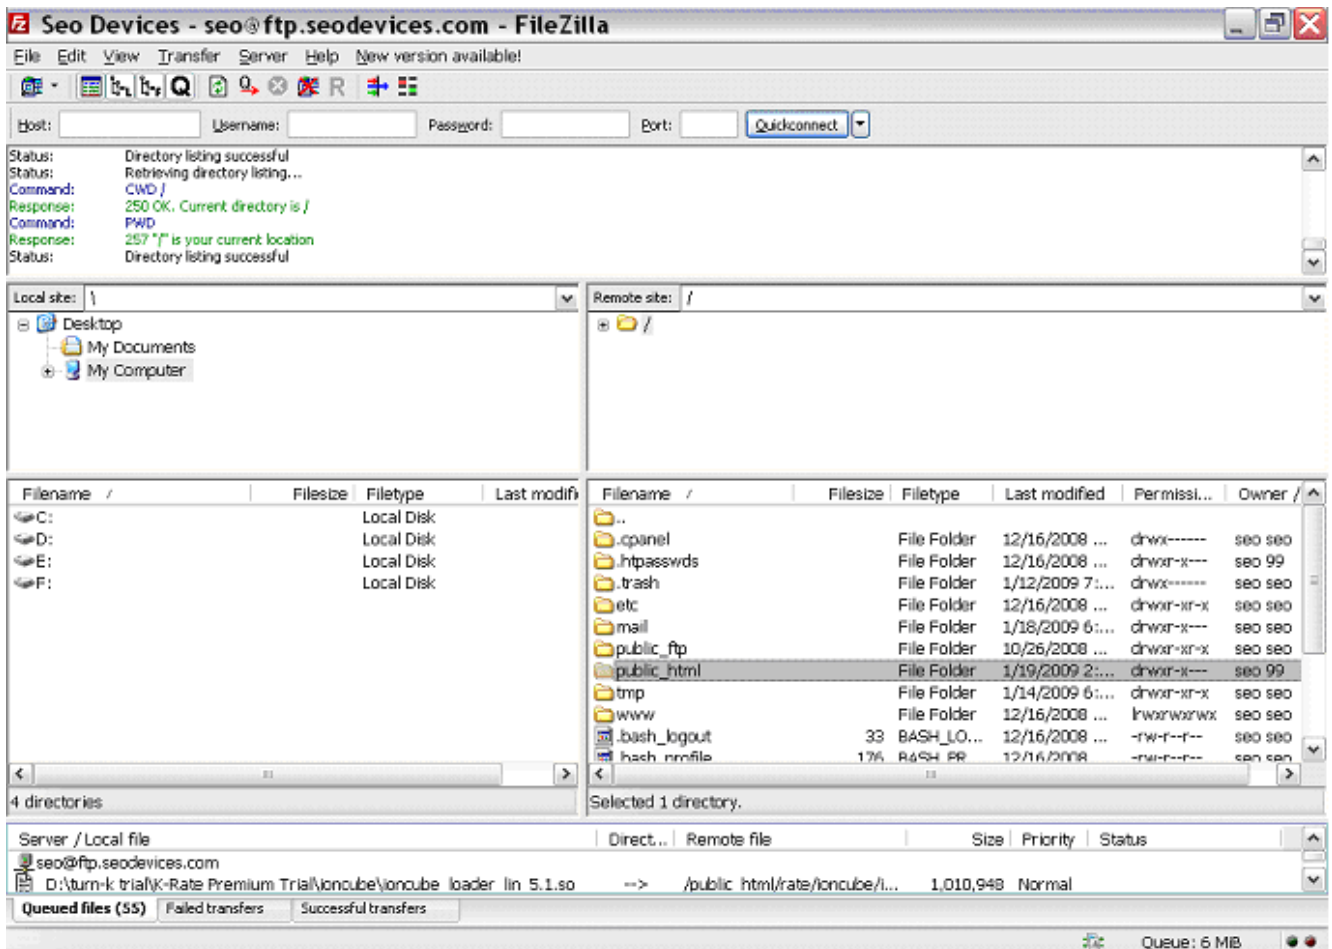 Seo Devices - seo@ftp.seodevices.com - FileZilla
File Edit View Transfer Server Help New version available!
Host: Username: Password: Port: Quickconnect
Status: Directory listing successful
Status: Retrieving directory listing...
Command: CWD /
Response: 250 OK. Current directory is /
Command: PWD
Response: 257 "/" is your current location
Status: Directory listing successful
Local site: \
Desktop
My Documents
My Computer
Remote site: /
/
Filename / Filesize Filetype Last modifi
C: Local Disk
D: Local Disk
E: Local Disk
F: Local Disk
4 directories
Filename / Filesize Filetype Last modified Permissi... Owner /
..
.cpanel File Folder 12/16/2008 ... drwx------ seo seo
.htpasswds File Folder 12/16/2008 ... drwxr-x--- seo 99
.trash File Folder 1/12/2009 7:... drwx------ seo seo
etc File Folder 12/16/2008 ... drwxr-xr-x seo seo
mail File Folder 1/18/2009 6:... drwxr-x--- seo seo
public_ftp File Folder 10/26/2008 ... drwxr-xr-x seo seo
public_html File Folder 1/19/2009 2:... drwxr-x--- seo 99
tmp File Folder 1/14/2009 6:... drwxr-xr-x seo seo
www File Folder 12/16/2008 ... lrwxrwxrwx seo seo
.bash_logout 33 BASH_LO... 12/16/2008 ... -rw-r--r-- seo seo
.bash_profile 176 BASH_PR... 12/16/2008 ... -rw-r--r-- seo seo
Selected 1 directory.
Server / Local file Direct... Remote file Size Priority Status
seo@ftp.seodevices.com
D:\turn-k trial\K-Rate Premium Trial\ioncube\ioncube_loader_lin_5.1.so --> /public_html/rate/ioncube/i... 1,010,948 Normal
Queued files (55) Failed transfers Successful transfers
Queue: 6 MiB